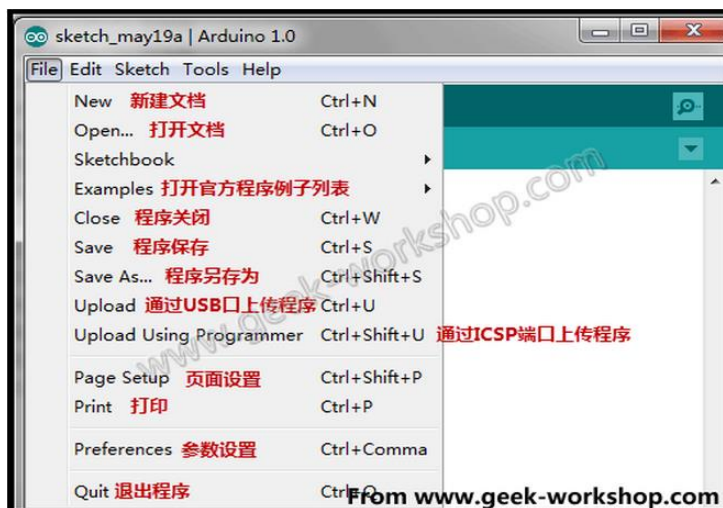 sketch_may19a | Arduino 1.0
File Edit Sketch Tools Help
New 新建文档 Ctrl+N
Open... 打开文档 Ctrl+O
Sketchbook
Examples 打开官方程序例子列表
Close 程序关闭 Ctrl+W
Save 程序保存 Ctrl+S
Save As... 程序另存为 Ctrl+Shift+S
Upload 通过USB口上传程序 Ctrl+U
Upload Using Programmer Ctrl+Shift+U 通过ICSP端口上传程序
Page Setup 页面设置 Ctrl+Shift+P
Print 打印 Ctrl+P
Preferences 参数设置 Ctrl+Comma
Quit 退出程序 Ctrl+Q
From www.geek-workshop.com
www.geek-workshop.com